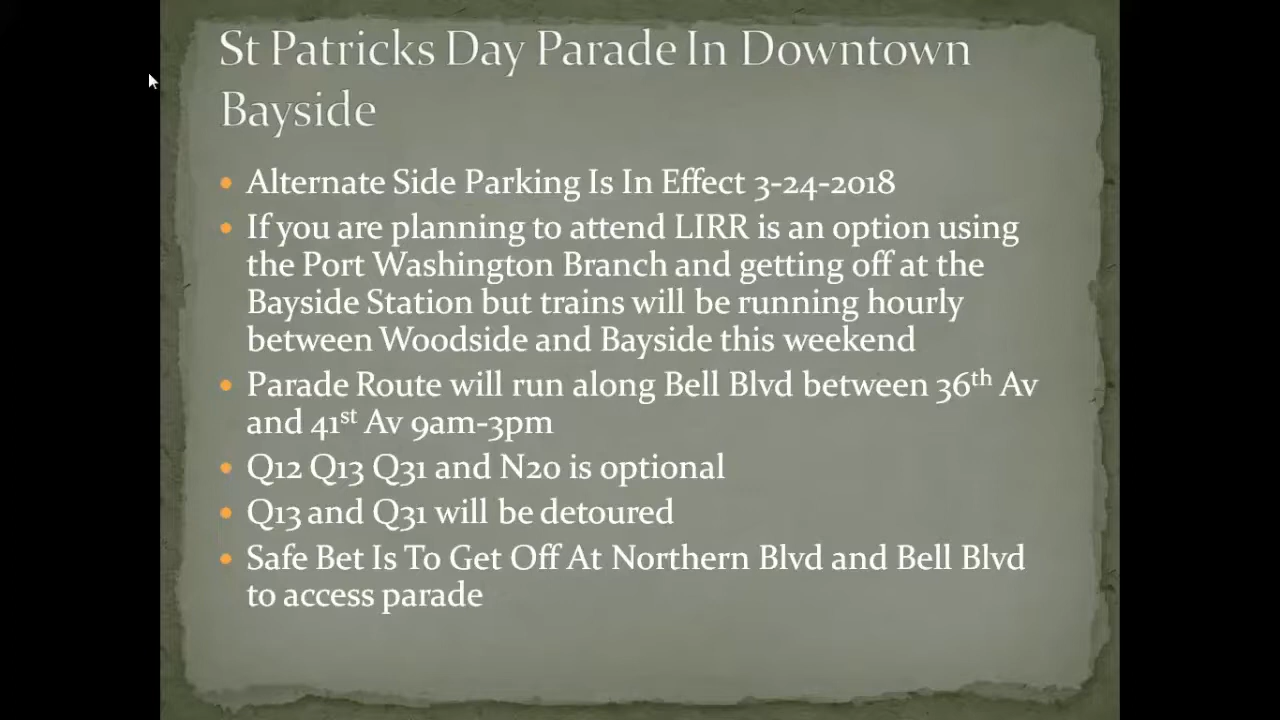 St Patricks Day Parade In Downtown
Bayside
• Alternate Side Parking Is In Effect 3-24-2018
• If you are planning to attend LIRR is an option using
the Port Washington Branch and getting off at the
Bayside Station but trains will be running hourly
between Woodside and Bayside this weekend
• Parade Route will run along Bell Blvd between 36th Av
and 41st Av 9am-3pm
• Q12 Q13 Q31 and N20 is optional
• Q13 and Q31 will be detoured
• Safe Bet Is To Get Off At Northern Blvd and Bell Blvd
to access parade